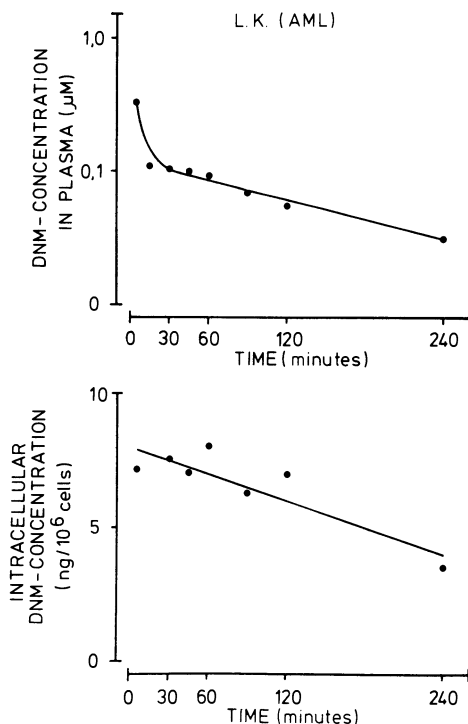 L. K. (AML)
DNM-CONCENTRATION
IN PLASMA (μM)
1,0
0,1
0
0 30 60 120 240
TIME (minutes)
INTRACELLULAR
DNM-CONCENTRATION
(ng/10⁶ cells)
10
5
0
0 30 60 120 240
TIME (minutes)